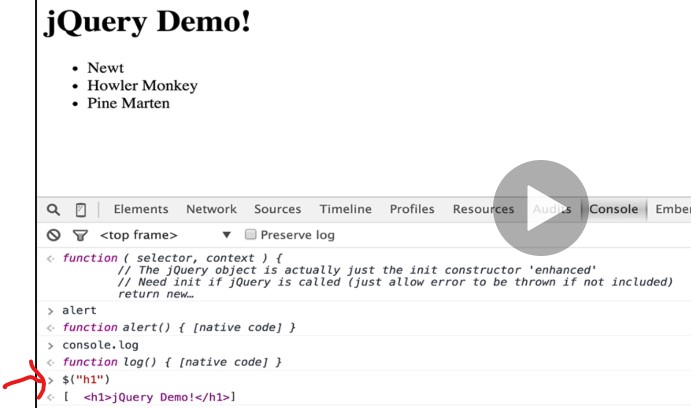 jQuery Demo!
• Newt
• Howler Monkey
• Pine Marten
Elements Network Sources Timeline Profiles Resources Audits Console Ember
<top frame> ▼ Preserve log
function ( selector, context ) {
// The jQuery object is actually just the init constructor 'enhanced'
// Need init if jQuery is called (just allow error to be thrown if not included)
return new…
> alert
function alert() { [native code] }
> console.log
function log() { [native code] }
> $("h1")
[ <h1>jQuery Demo!</h1>]